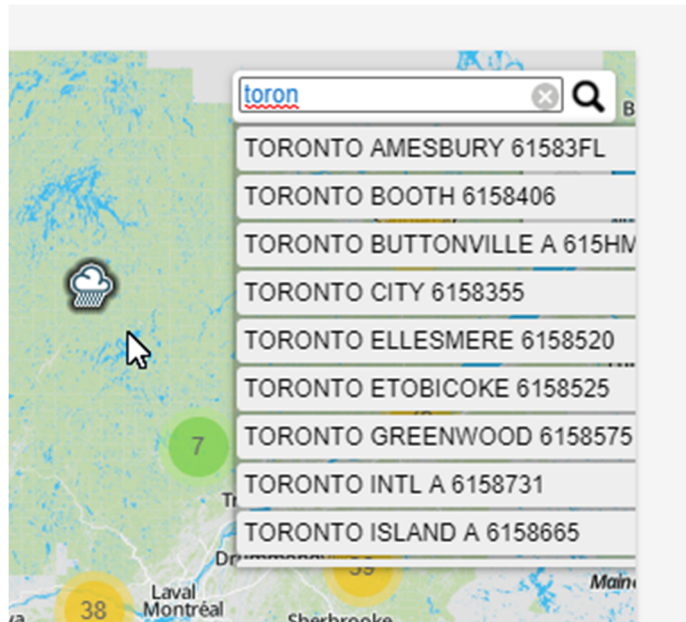 toron
TORONTO AMESBURY 61583FL
TORONTO BOOTH 6158406
TORONTO BUTTONVILLE A 615HM
TORONTO CITY 6158355
TORONTO ELLESMERE 6158520
TORONTO ETOBICOKE 6158525
7
TORONTO GREENWOOD 6158575
TORONTO INTL A 6158731
TORONTO ISLAND A 6158665
38
Laval
Montréal
Sherbrooke